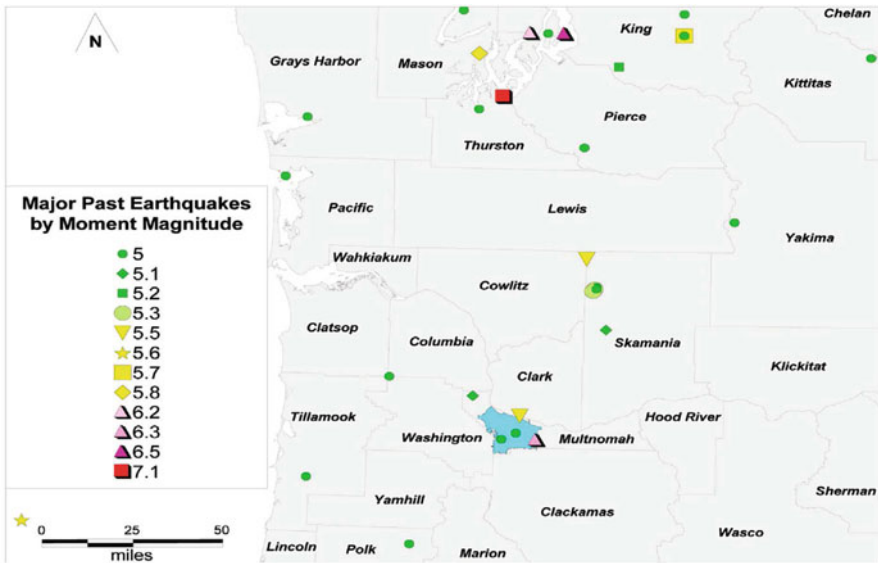 N
Chelan
King
Grays Harbor
Mason
Kittitas
Pierce
Thurston
Major Past Earthquakes
by Moment Magnitude
5
5.1
5.2
5.3
5.5
5.6
5.7
5.8
6.2
6.3
6.5
7.1
Pacific
Lewis
Yakima
Wahkiakum
Cowlitz
Clatsop
Columbia
Skamania
Klickitat
Clark
Tillamook
Hood River
Washington
Multnomah
Yamhill
Clackamas
Sherman
Wasco
Lincoln
Polk
Marion
0 25 50
miles